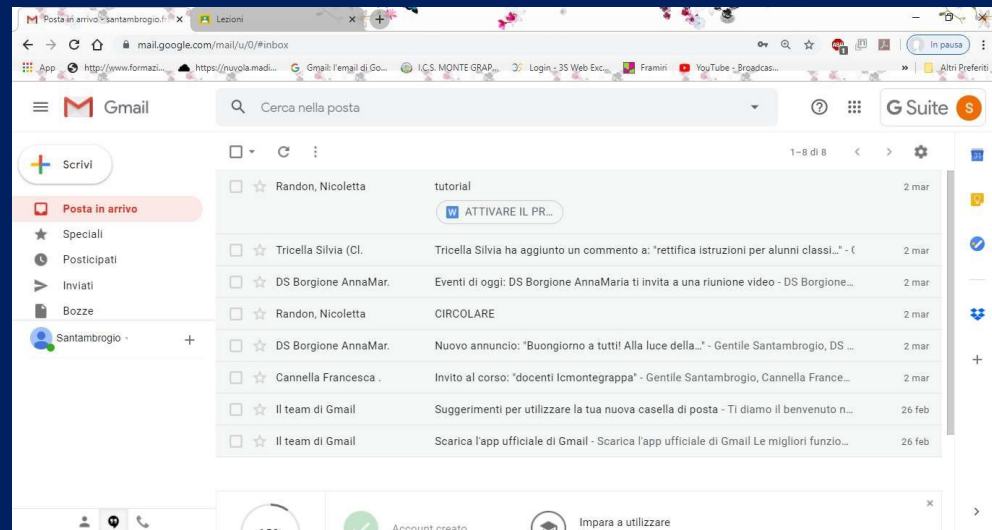 Posta in arrivo - santambrogio.f
Lezioni
mail.google.com/mail/u/0/#inbox
In pausa
App
http://www.formazi...
https://nuvola.madi...
Gmail: l'email di Go...
I.C.S. MONTE GRAP...
Login - 3S Web Exc...
Framiri
YouTube - Broadcas...
»
Altri Preferiti
Gmail
Cerca nella posta
G Suite
S
Scrivi
1–8 di 8
Posta in arrivo
Speciali
Posticipati
Inviati
Bozze
Santambrogio
Randon, Nicoletta tutorial 2 mar
W ATTIVARE IL PR...
Tricella Silvia (Cl. Tricella Silvia ha aggiunto un commento a: "rettifica istruzioni per alunni classi..." - 2 mar
DS Borgione AnnaMar. Eventi di oggi: DS Borgione AnnaMaria ti invita a una riunione video - DS Borgione... 2 mar
Randon, Nicoletta CIRCOLARE 2 mar
DS Borgione AnnaMar. Nuovo annuncio: "Buongiorno a tutti! Alla luce della..." - Gentile Santambrogio, DS ... 2 mar
Cannella Francesca . Invito al corso: "docenti Icmontegrappa" - Gentile Santambrogio, Cannella France... 2 mar
Il team di Gmail Suggerimenti per utilizzare la tua nuova casella di posta - Ti diamo il benvenuto n... 26 feb
Il team di Gmail Scarica l'app ufficiale di Gmail - Scarica l'app ufficiale di Gmail Le migliori funzio... 26 feb
Account creato
Impara a utilizzare